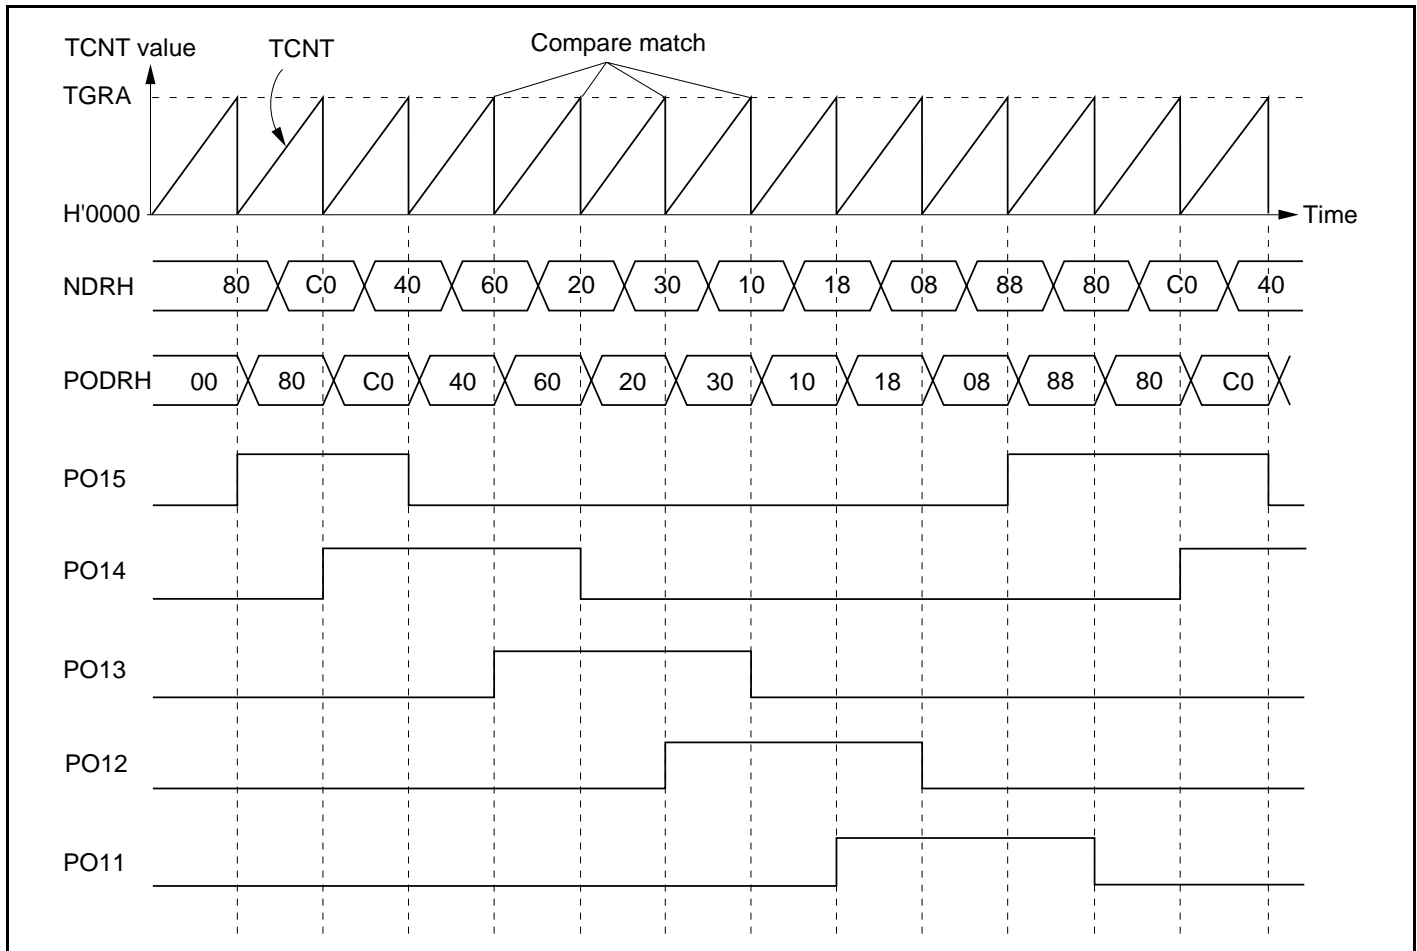 TCNT value
TCNT
Compare match
TGRA
H'0000
Time
NDRH 80 C0 40 60 20 30 10 18 08 88 80 C0 40
PODRH 00 80 C0 40 60 20 30 10 18 08 88 80 C0
PO15
PO14
PO13
PO12
PO11